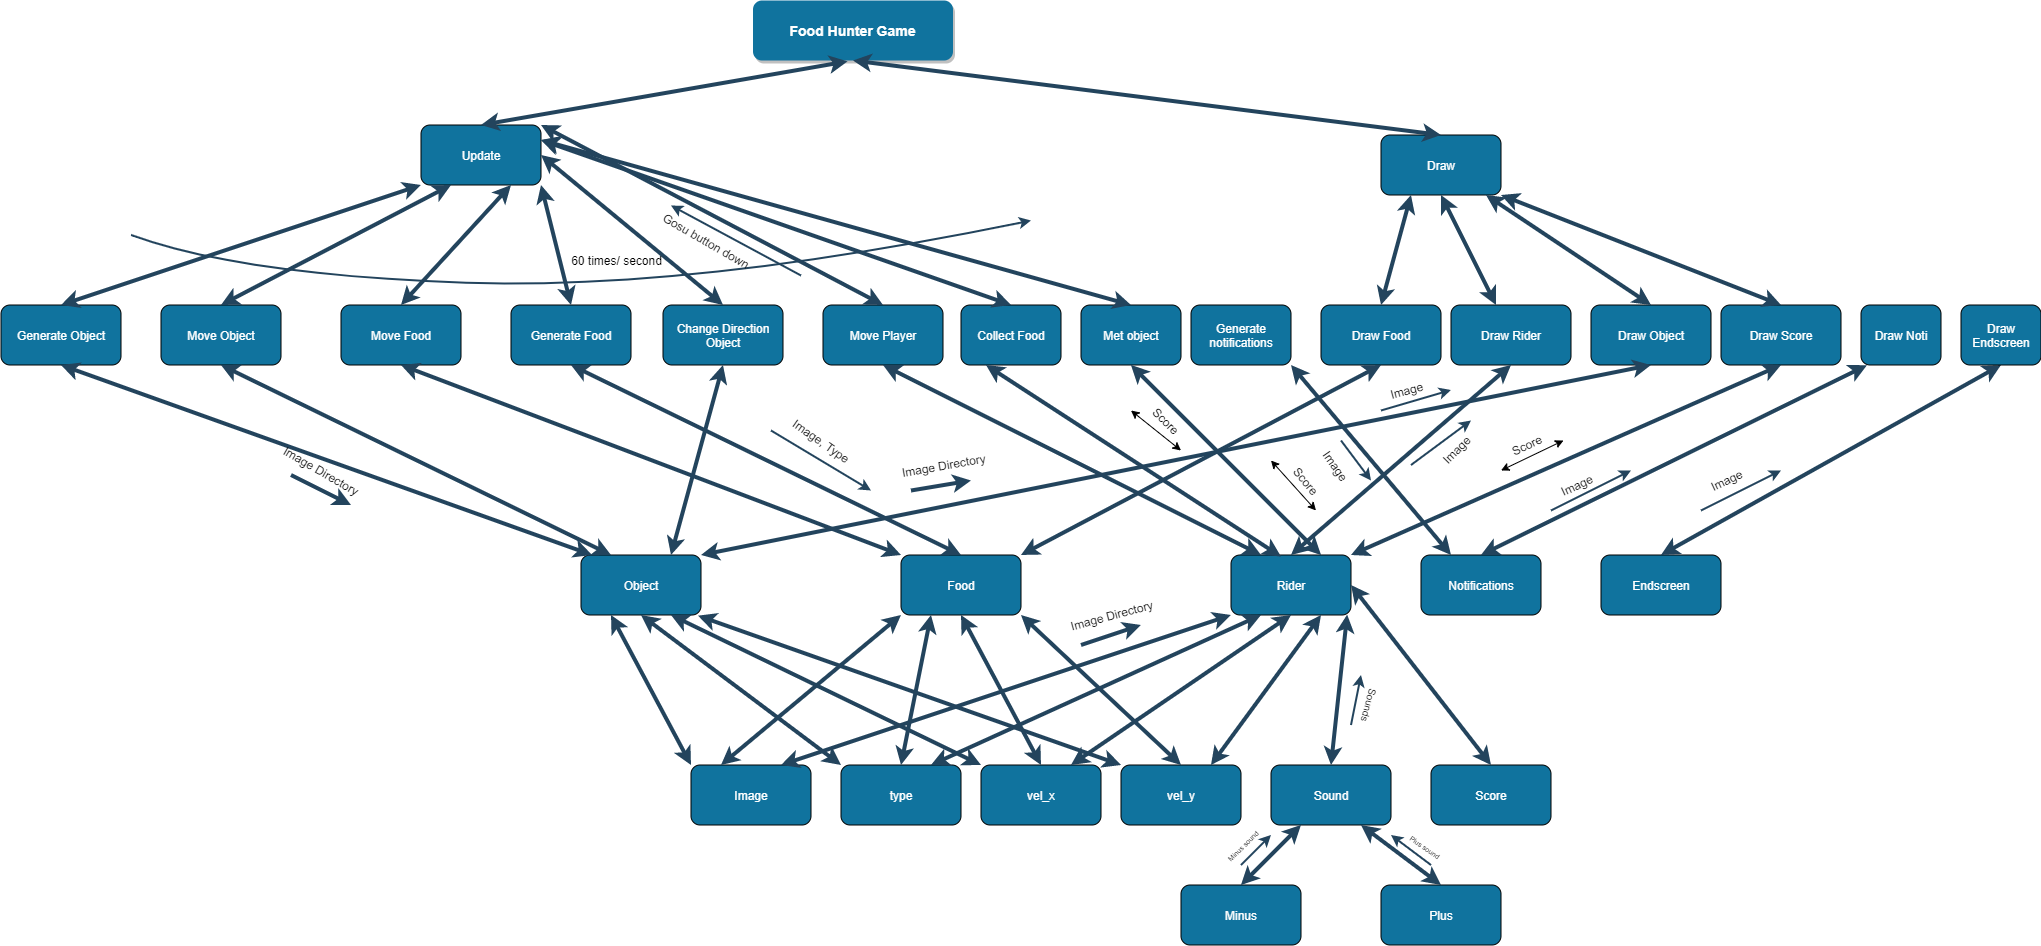 Food Hunter Game
Update
Draw
Gosu button down
60 times/ second
Generate Object
Move Object
Move Food
Generate Food
Change Direction
Object
Move Player
Collect Food
Met object
Generate
notifications
Draw Food
Draw Rider
Draw Object
Draw Score
Draw Noti
Draw
Endscreen
Image
Score
Image, Type
Image
Score
Image Directory
Image Directory
Score
Image
Image
Image
Object
Food
Rider
Notifications
Endscreen
Image Directory
Sounds
Image
type
vel_x
vel_y
Sound
Score
Minus sound
Plus sound
Minus
Plus